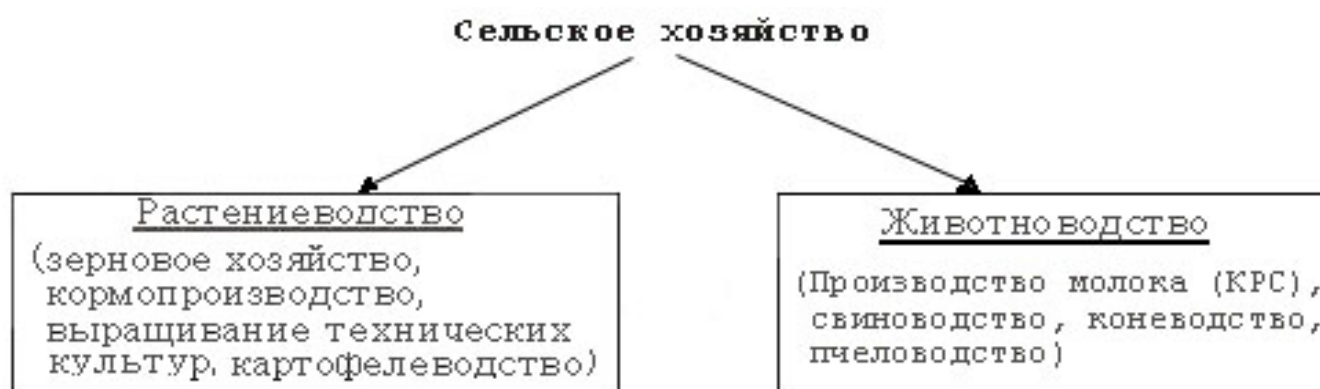 Сельское хозяйство
Растениеводство
(зерновое хозяйство,
кормопроизводство,
выращивание технических
культур, картофелеводство)
Животноводство
(Производство молока (КРС),
свиноводство, коневодство,
пчеловодство)